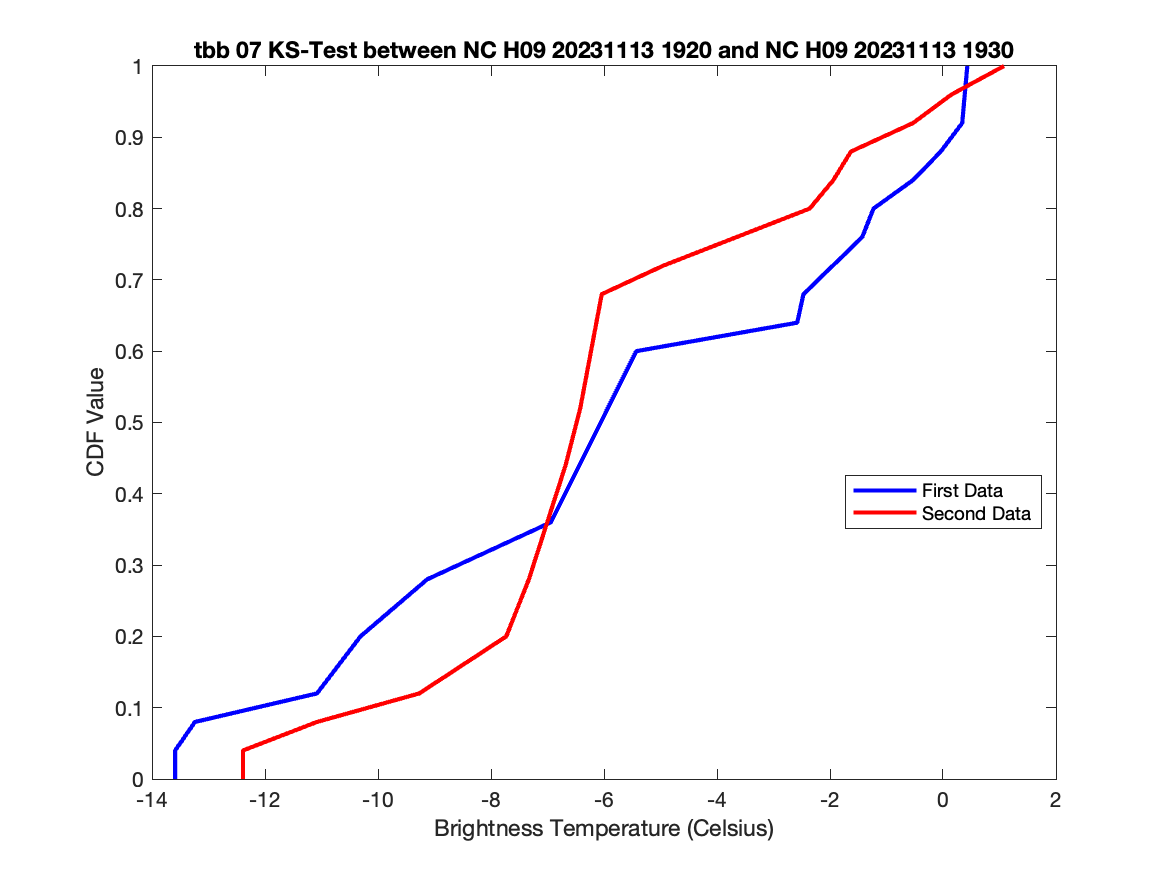 tbb 07 KS-Test between NC H09 20231113 1920 and NC H09 20231113 1930
1
0.9
0.8
0.7
0.6
0.5
0.4
0.3
0.2
0.1
0
CDF Value
First Data
Second Data
-14 -12 -10 -8 -6 -4 -2 0 2
Brightness Temperature (Celsius)